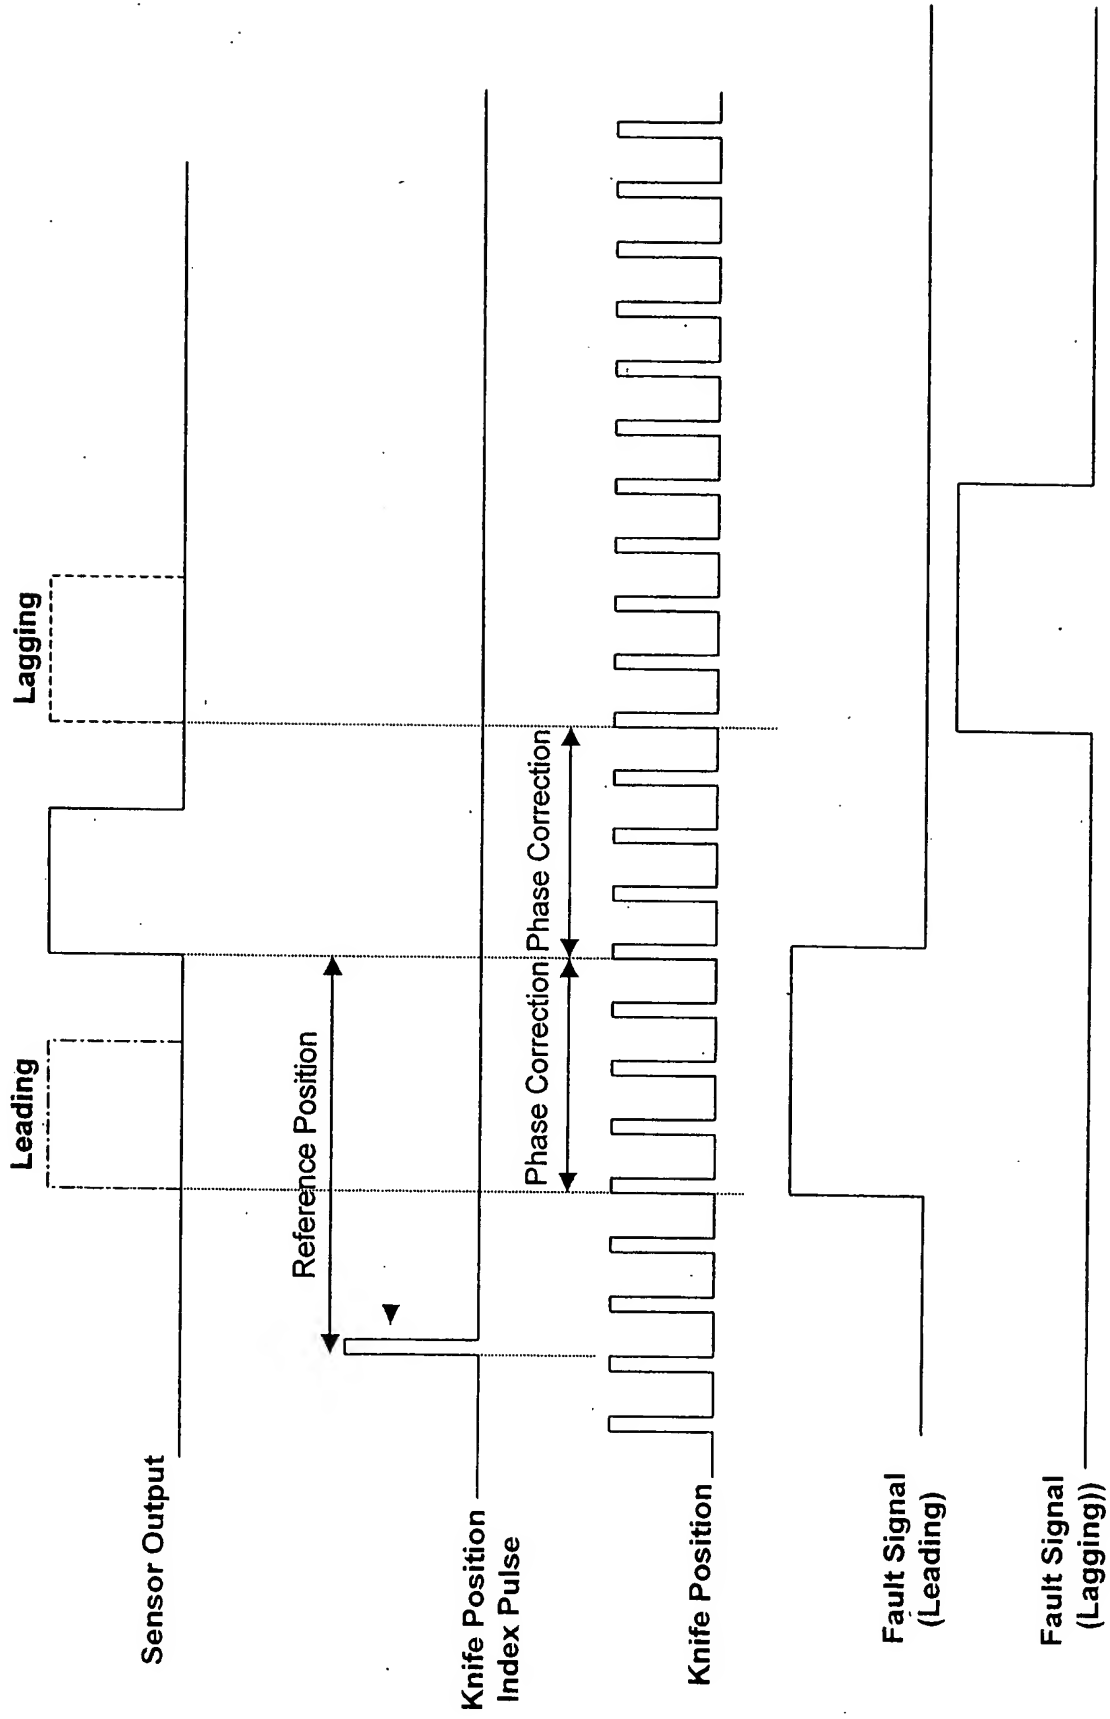 Leading
Lagging
Sensor Output
Reference Position
Knife Position
Index Pulse
Phase Correction
Phase Correction
Knife Position
Fault Signal
(Leading)
Fault Signal
(Lagging))